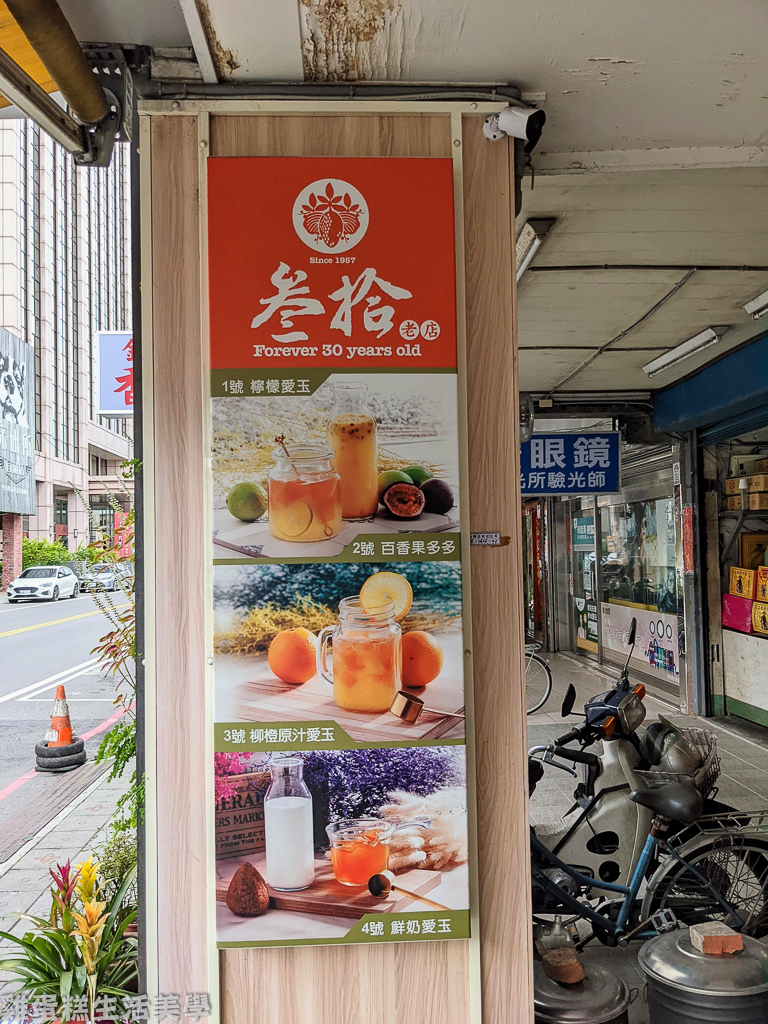 Since 1957
叁拾
老店
Forever 30 years old
1號 檸檬愛玉
2號 百香果多多
3號 柳橙原汁愛玉
4號 鮮奶愛玉
眼鏡
所驗光師
雞蛋糕生活美學